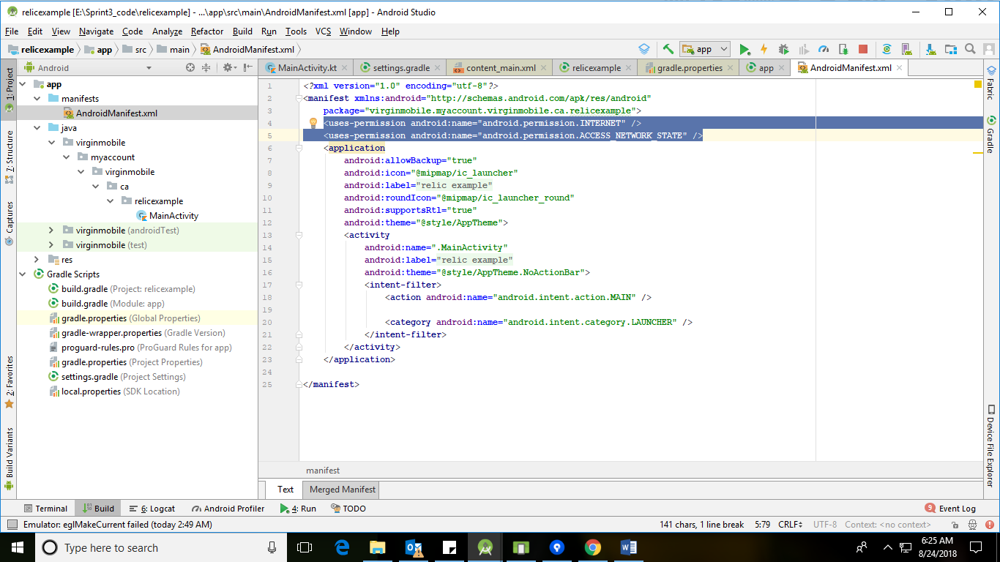 relicexample [E:\Sprint3_code\relicexample] - ...\app\src\main\AndroidManifest.xml [app] - Android Studio
File Edit View Navigate Code Analyze Refactor Build Run Tools VCS Window Help
relicexample app src main AndroidManifest.xml app
Android MainActivity.kt settings.gradle content_main.xml relicexample gradle.properties app AndroidManifest.xml
1: Project
7: Structure
Captures
2: Favorites
Build Variants
app
manifests
AndroidManifest.xml
java
virginmobile
myaccount
virginmobile
ca
relicexample
MainActivity
virginmobile (androidTest)
virginmobile (test)
res
Gradle Scripts
build.gradle (Project: relicexample)
build.gradle (Module: app)
gradle.properties (Global Properties)
gradle-wrapper.properties (Gradle Version)
proguard-rules.pro (ProGuard Rules for app)
gradle.properties (Project Properties)
settings.gradle (Project Settings)
local.properties (SDK Location)
1 <?xml version="1.0" encoding="utf-8"?>
2 <manifest xmlns:android="http://schemas.android.com/apk/res/android"
3 package="virginmobile.myaccount.virginmobile.ca.relicexample">
4 <uses-permission android:name="android.permission.INTERNET" />
5 <uses-permission android:name="android.permission.ACCESS_NETWORK_STATE" />
6 <application
7 android:allowBackup="true"
8 android:icon="@mipmap/ic_launcher"
9 android:label="relic example"
10 android:roundIcon="@mipmap/ic_launcher_round"
11 android:supportsRtl="true"
12 android:theme="@style/AppTheme">
13 <activity
14 android:name=".MainActivity"
15 android:label="relic example"
16 android:theme="@style/AppTheme.NoActionBar">
17 <intent-filter>
18 <action android:name="android.intent.action.MAIN" />
19
20 <category android:name="android.intent.category.LAUNCHER" />
21 </intent-filter>
22 </activity>
23 </application>
24
25 </manifest>
manifest
Text Merged Manifest
Fabric
Gradle
Device File Explorer
Terminal Build 6: Logcat Android Profiler 4: Run TODO 9 Event Log
Emulator: eglMakeCurrent failed (today 2:49 AM) 141 chars, 1 line break 5:79 CRLF UTF-8 Context: <no context>
Type here to search
6:25 AM
8/24/2018